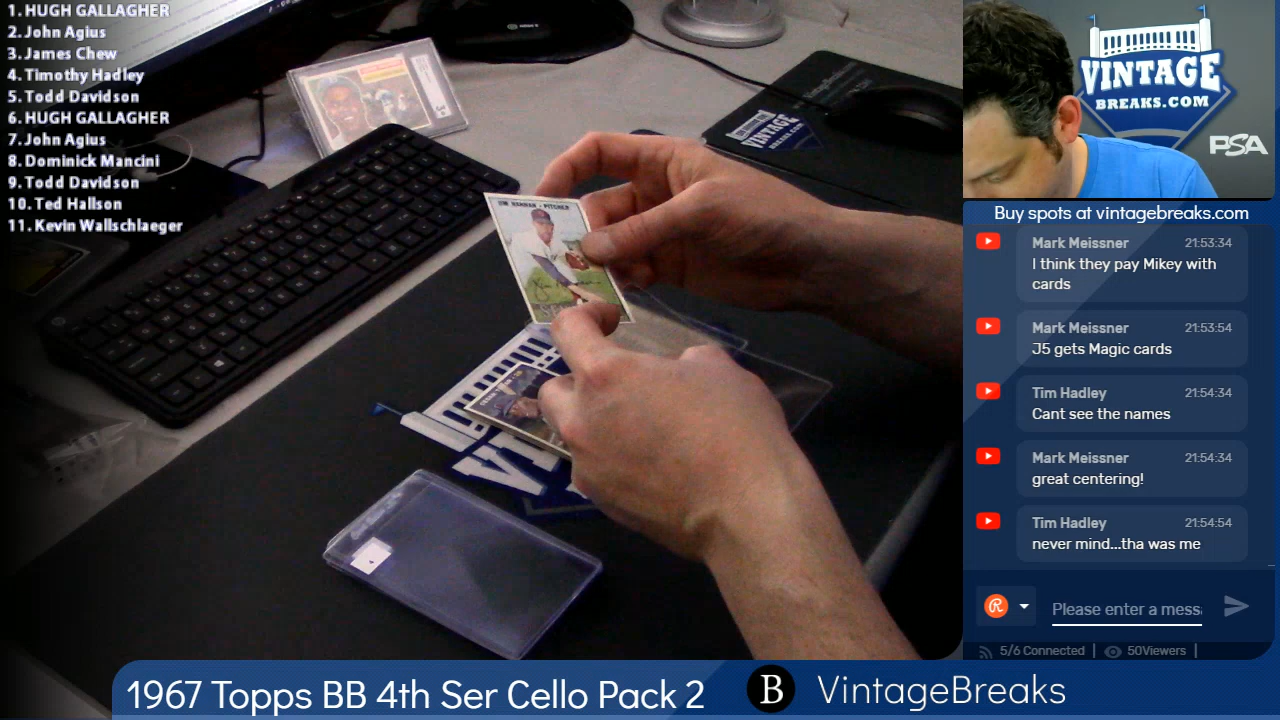 1. HUGH GALLAGHER
2. John Agius
3. James Chew
4. Timothy Hadley
5. Todd Davidson
6. HUGH GALLAGHER
7. John Agius
8. Dominick Mancini
9. Todd Davidson
10. Ted Hallson
11. Kevin Wallschlaeger
VINTAGE
BREAKS.COM
PSA
VINTAGE
PITCHER
VI
Buy spots at vintagebreaks.com
Mark Meissner 21:53:34
I think they pay Mikey with
cards
Mark Meissner 21:53:54
J5 gets Magic cards
Tim Hadley 21:54:34
Cant see the names
Mark Meissner 21:54:34
great centering!
Tim Hadley 21:54:54
never mind...tha was me
Please enter a messa
5/6 Connected | 50Viewers |
1967 Topps BB 4th Ser Cello Pack 2
B VintageBreaks